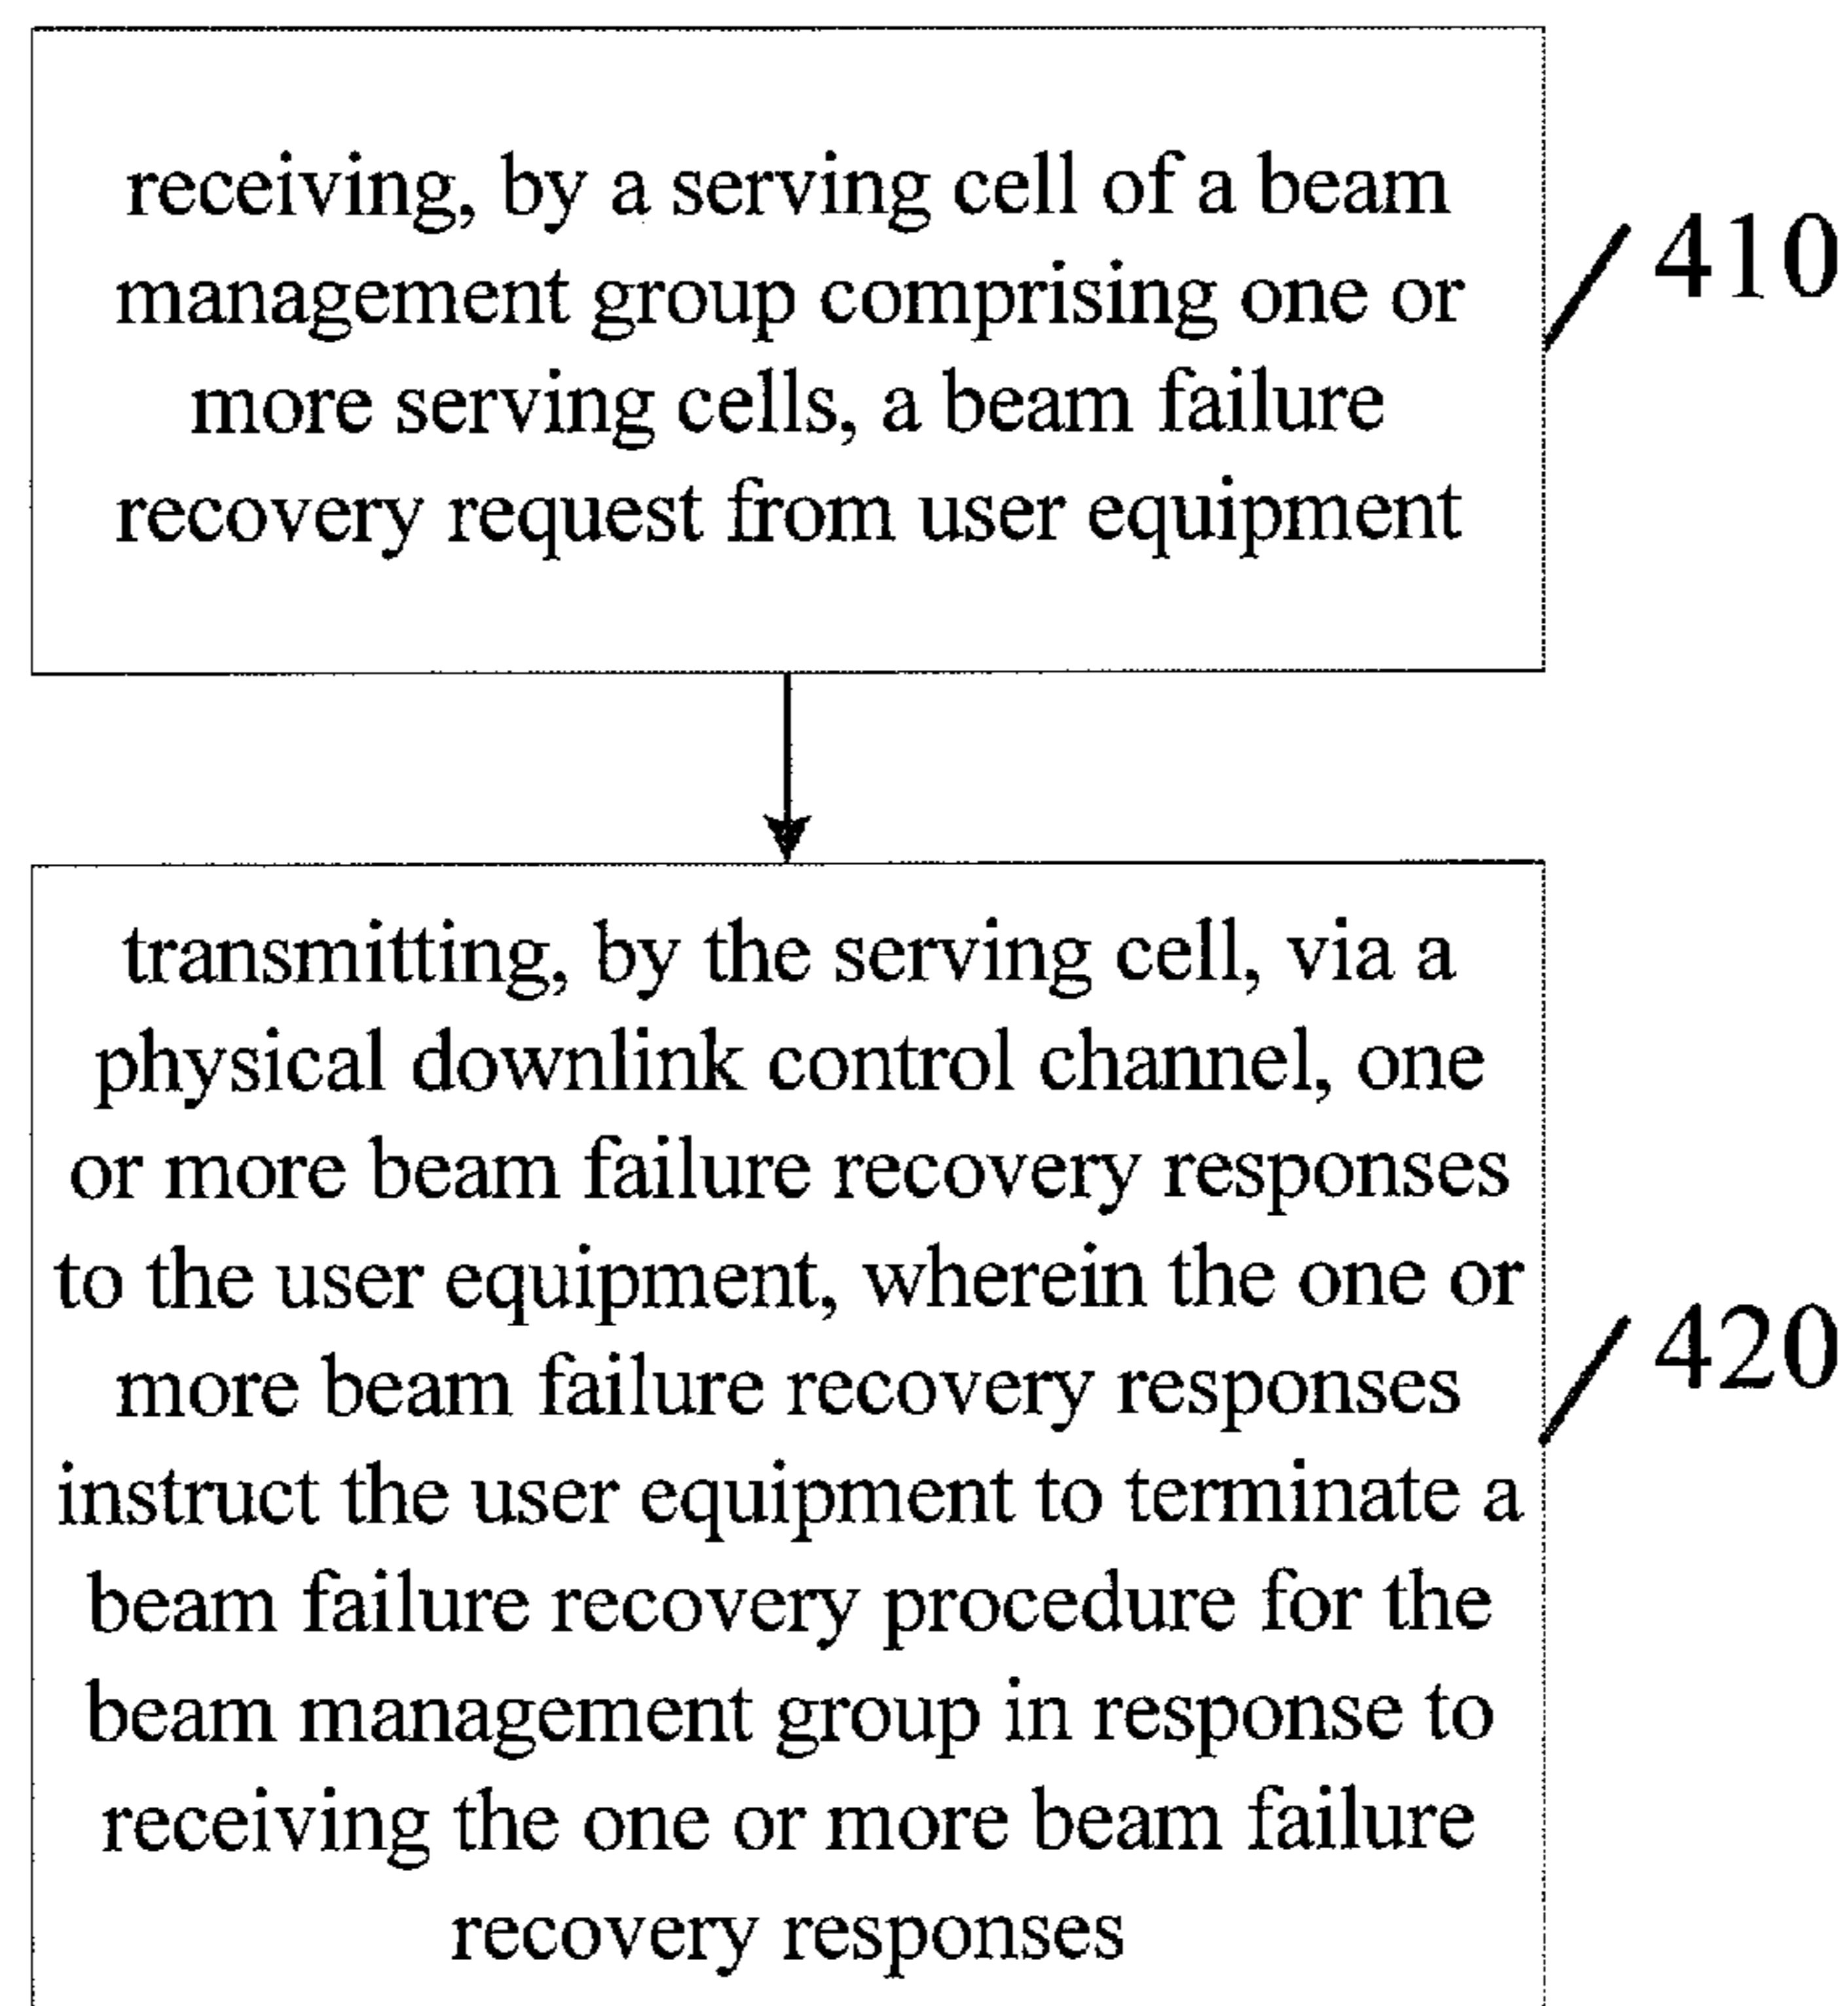 receiving, by a serving cell of a beam
management group comprising one or
more serving cells, a beam failure
recovery request from user equipment
410
transmitting, by the serving cell, via a
physical downlink control channel, one
or more beam failure recovery responses
to the user equipment, wherein the one or
more beam failure recovery responses
instruct the user equipment to terminate a
beam failure recovery procedure for the
beam management group in response to
receiving the one or more beam failure
recovery responses
420